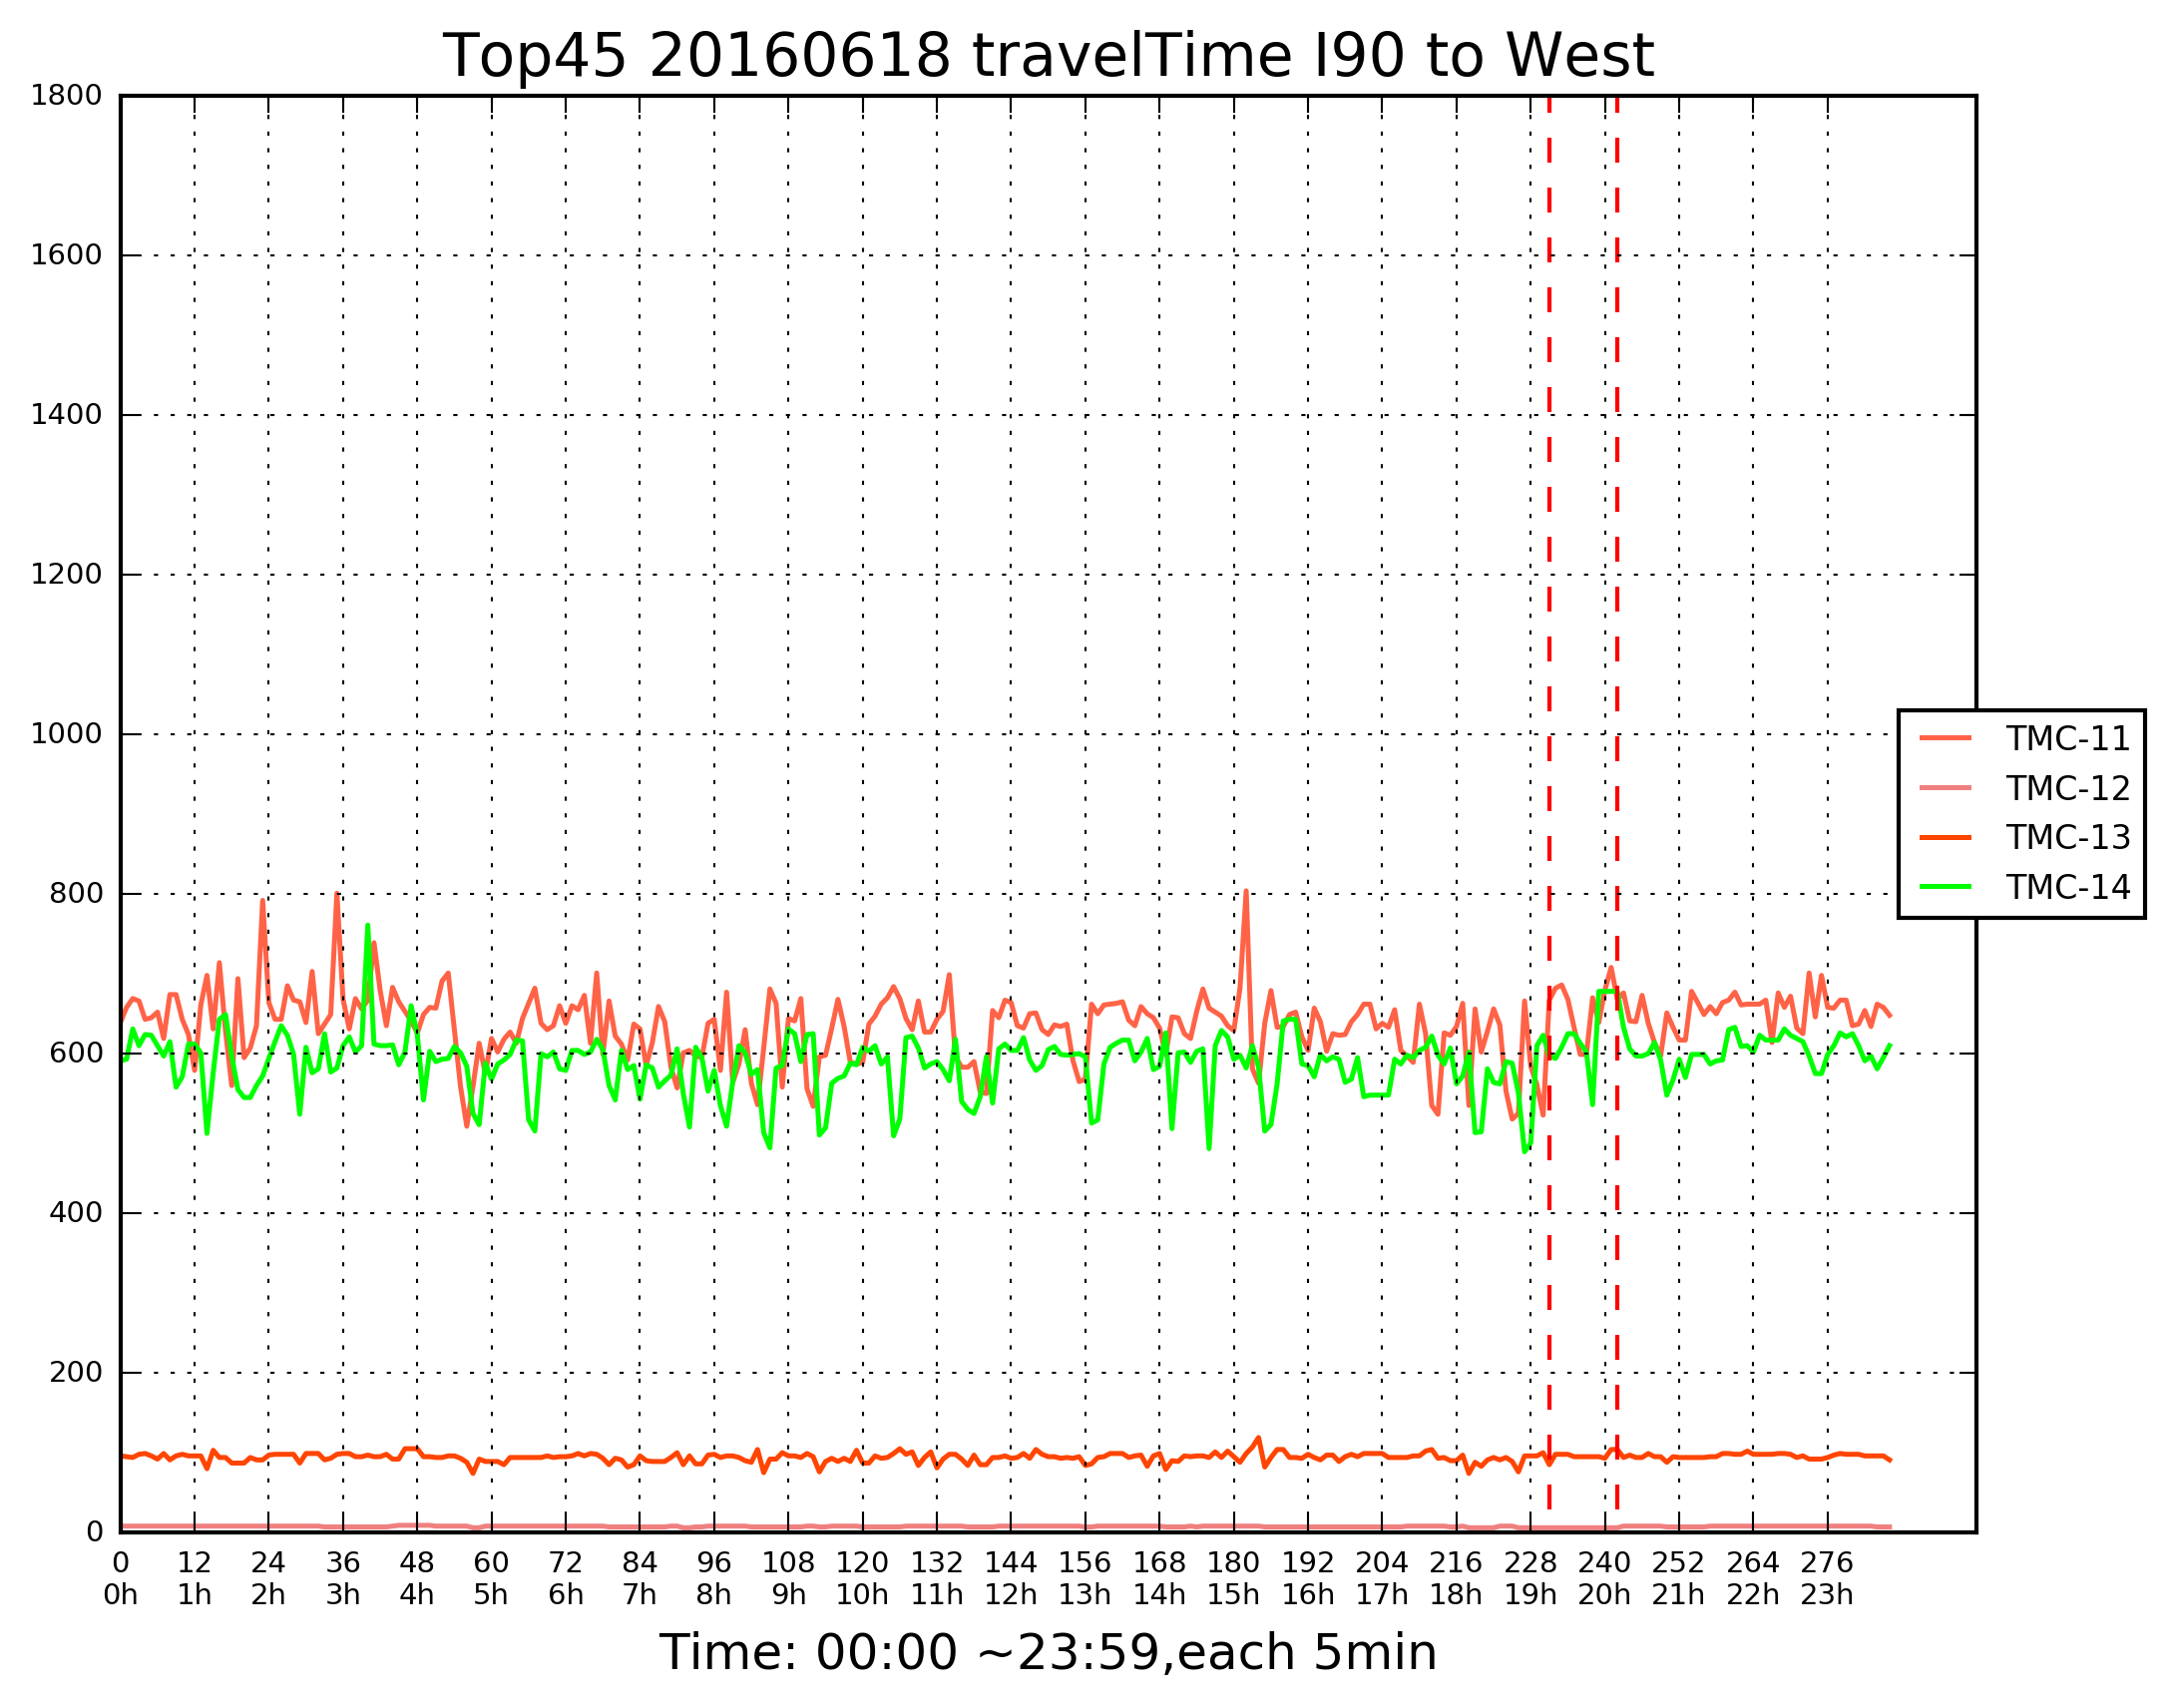 Top45 20160618 travelTime I90 to West
1800
1600
1400
1200
1000
800
600
400
200
0
TMC-11
TMC-12
TMC-13
TMC-14
0 12 24 36 48 60 72 84 96 108 120 132 144 156 168 180 192 204 216 228 240 252 264 276
0h 1h 2h 3h 4h 5h 6h 7h 8h 9h 10h 11h 12h 13h 14h 15h 16h 17h 18h 19h 20h 21h 22h 23h
Time: 00:00 ~23:59,each 5min